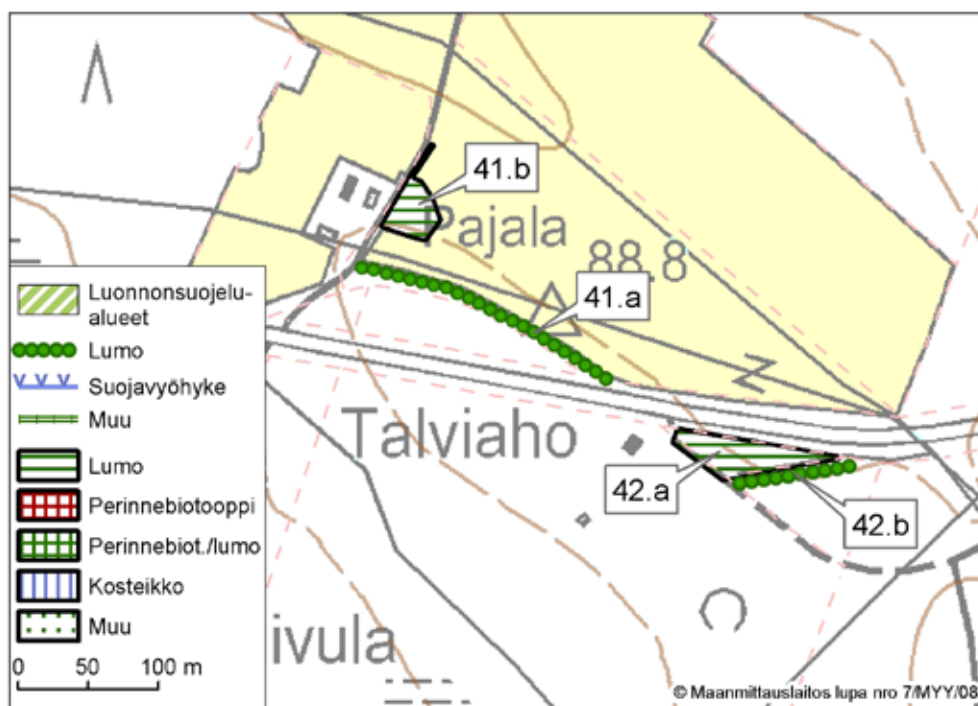 41.b
Pajala
88.8
41.a
Talviaho
42.a
42.b
ivula
Luonnonsuojelu-
alueet
Lumo
Suojavyöhyke
Muu
Lumo
Perinnebiotooppi
Perinnebiot./lumo
Kosteikko
Muu
0 50 100 m
© Maanmittauslaitos lupa nro 7/MYY/08